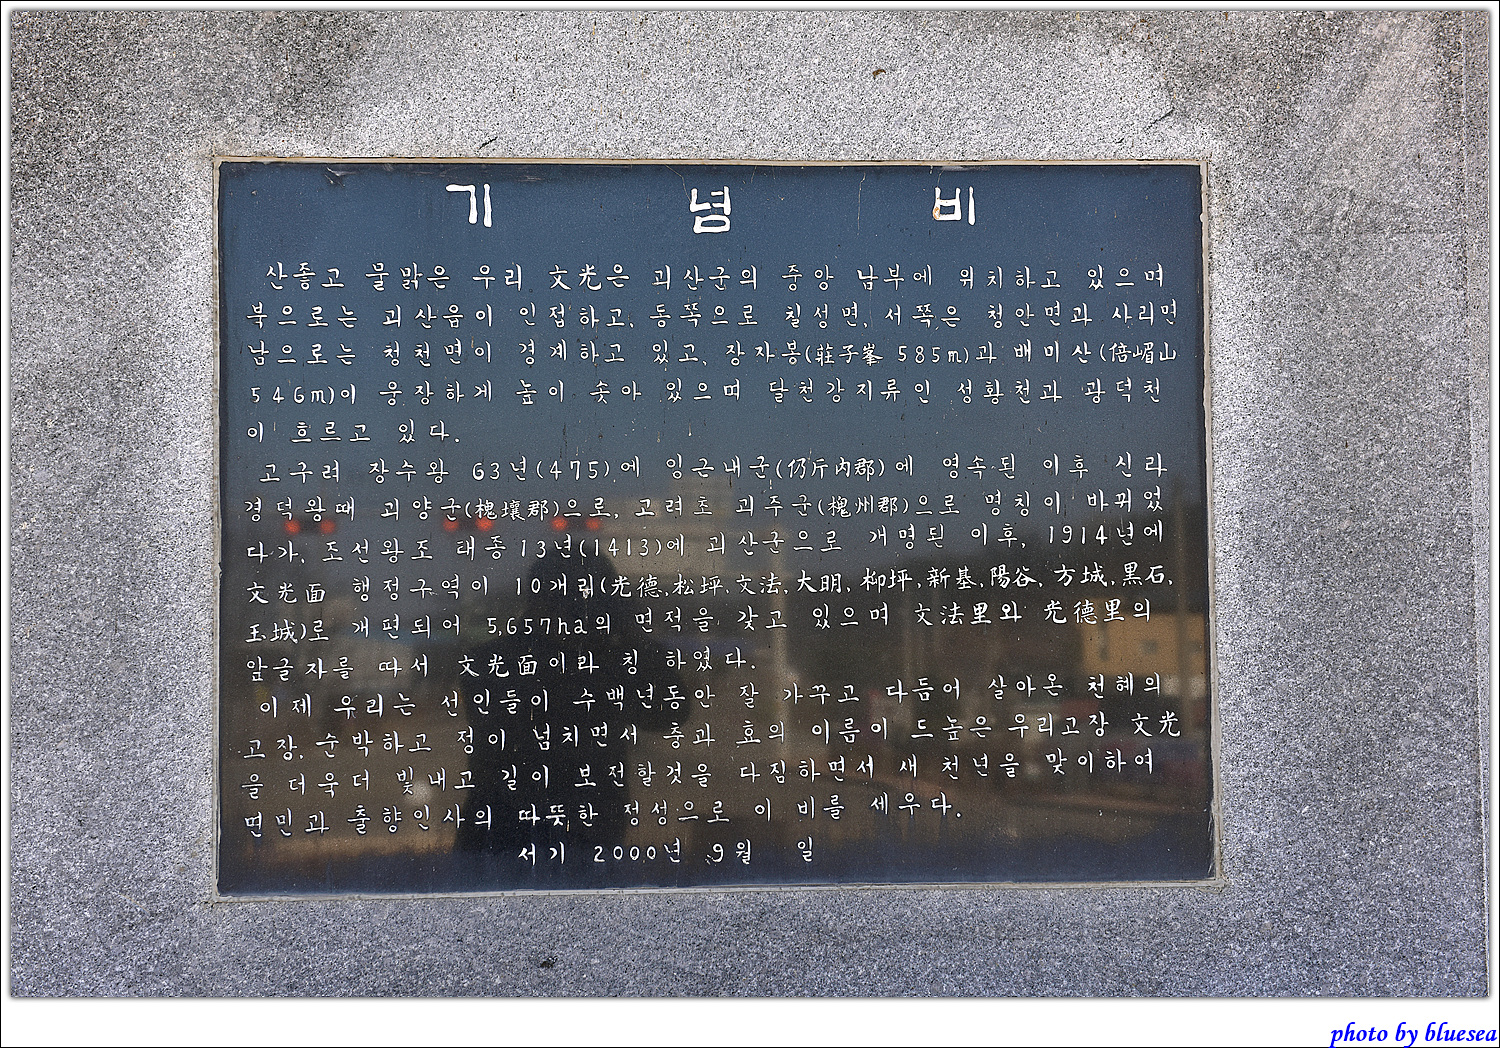 기 념 비
산좋고 물맑은 우리 文光은 괴산군의 중앙 남부에 위치하고 있으며
북으로는 괴산읍이 인접하고, 동쪽으로 칠성면, 서쪽은 청안면과 사리면
남으로는 청천면이 경계하고 있고, 장자봉(莊子峯 585m)과 배미산(倍嵋山
546m)이 웅장하게 높이 솟아 있으며 달천강지류인 성황천과 광덕천
이 흐르고 있다.
고구려 장수왕 63년(475)에 잉근내군(仍斤內郡)에 영속된 이후 신라
경덕왕때 괴양군(槐壤郡)으로, 고려초 괴주군(槐州郡)으로 명칭이 바뀌었
다가, 조선왕조 태종13년(1413)에 괴산군으로 개명된 이후, 1914년에
文光面 행정구역이 10개림(光德,松坪,文法,大明,柳坪,新基,陽谷,方城,黑石,
玉城)로 개편되어 5,657ha의 면적을 갖고 있으며 文法里와 光德里의
앞글자를 따서 文光面이라 칭 하였다.
이제 우리는 선인들이 수백년동안 잘 가꾸고 다듬어 살아온 천혜의
고장, 순박하고 정이 넘치면서 충과 효의 이름이 드높은 우리고장 文光
을 더욱더 빛내고 길이 보전할것을 다짐하면서 새 천년을 맞이하여
면민과 출향인사의 따뜻한 정성으로 이 비를 세우다.
서기 2000년 9월 일
photo by bluesea